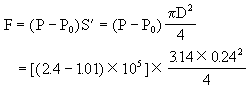 F = (P − P₀) S′ = (P − P₀) πD²/4
= [(2.4 − 1.01) × 10⁵] × 3.14 × 0.24²/4